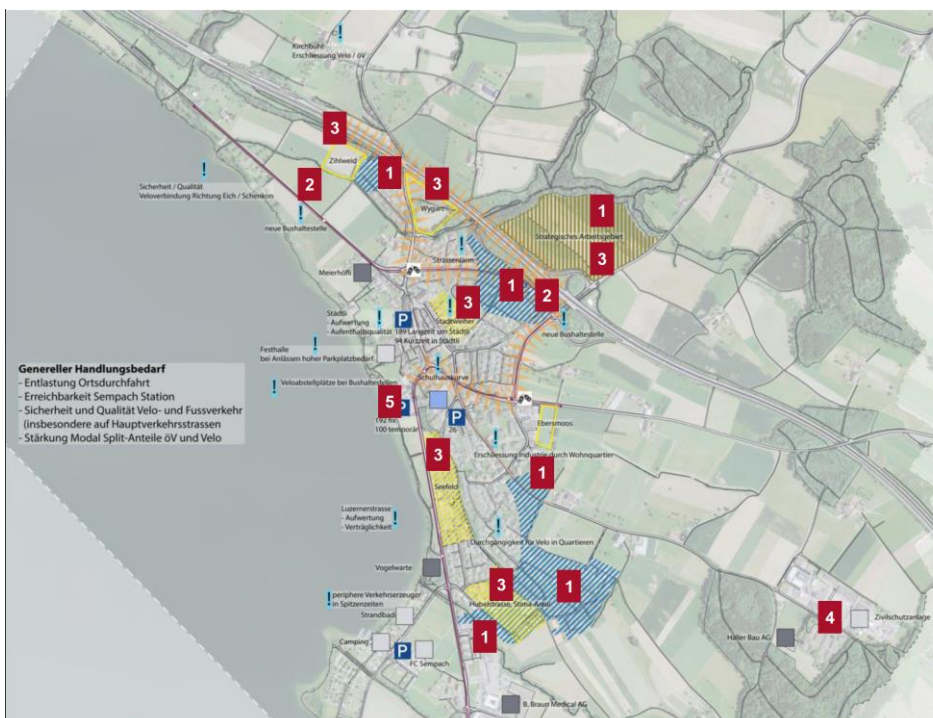 Kirchbühl
Erschliessung Velo / öV
3
Zihlweid
1
3
2
Sicherheit / Qualität
Veloverbindung Richtung Eich / Schenkon
Wygart
1
Strategisches Arbeitsgebiet
3
neue Bushaltestelle
Strassenlärm
Meierhöfli
1
2
3
Stadtweiher
neue Bushaltestelle
Städtli
- Aufwertung
- Aufenthaltsqualität
P
189 Langzeit um Städtli
94 Kurzzeit in Städtli
Festhalle
bei Anlässen hoher Parkplatzbedarf
Schulhauskurve
Genereller Handlungsbedarf
- Entlastung Ortsdurchfahrt
- Erreichbarkeit Sempach Station
- Sicherheit und Qualität Velo- und Fussverkehr
(insbesondere auf Hauptverkehrsstrassen
- Stärkung Modal Split-Anteile öV und Velo
Veloabstellplätze bei Bushaltestellen
5
100 temporär
P
26
Ebersmoos
Erschliessung Industrie durch Wohnquartier
3
Seefeld
1
Luzernerstrasse
- Aufwertung
- Verträglichkeit
Durchgängigkeit für Velo in Quartieren
Vogelwarte
3
1
periphere Verkehrserzeuger
in Spitzenzeiten
Strandbad
Hubelstrasse, Stima-Areal
1
4
Zivilschutzanlage
Haller Bau AG
Camping
P
FC Sempach
B. Braun Medical AG